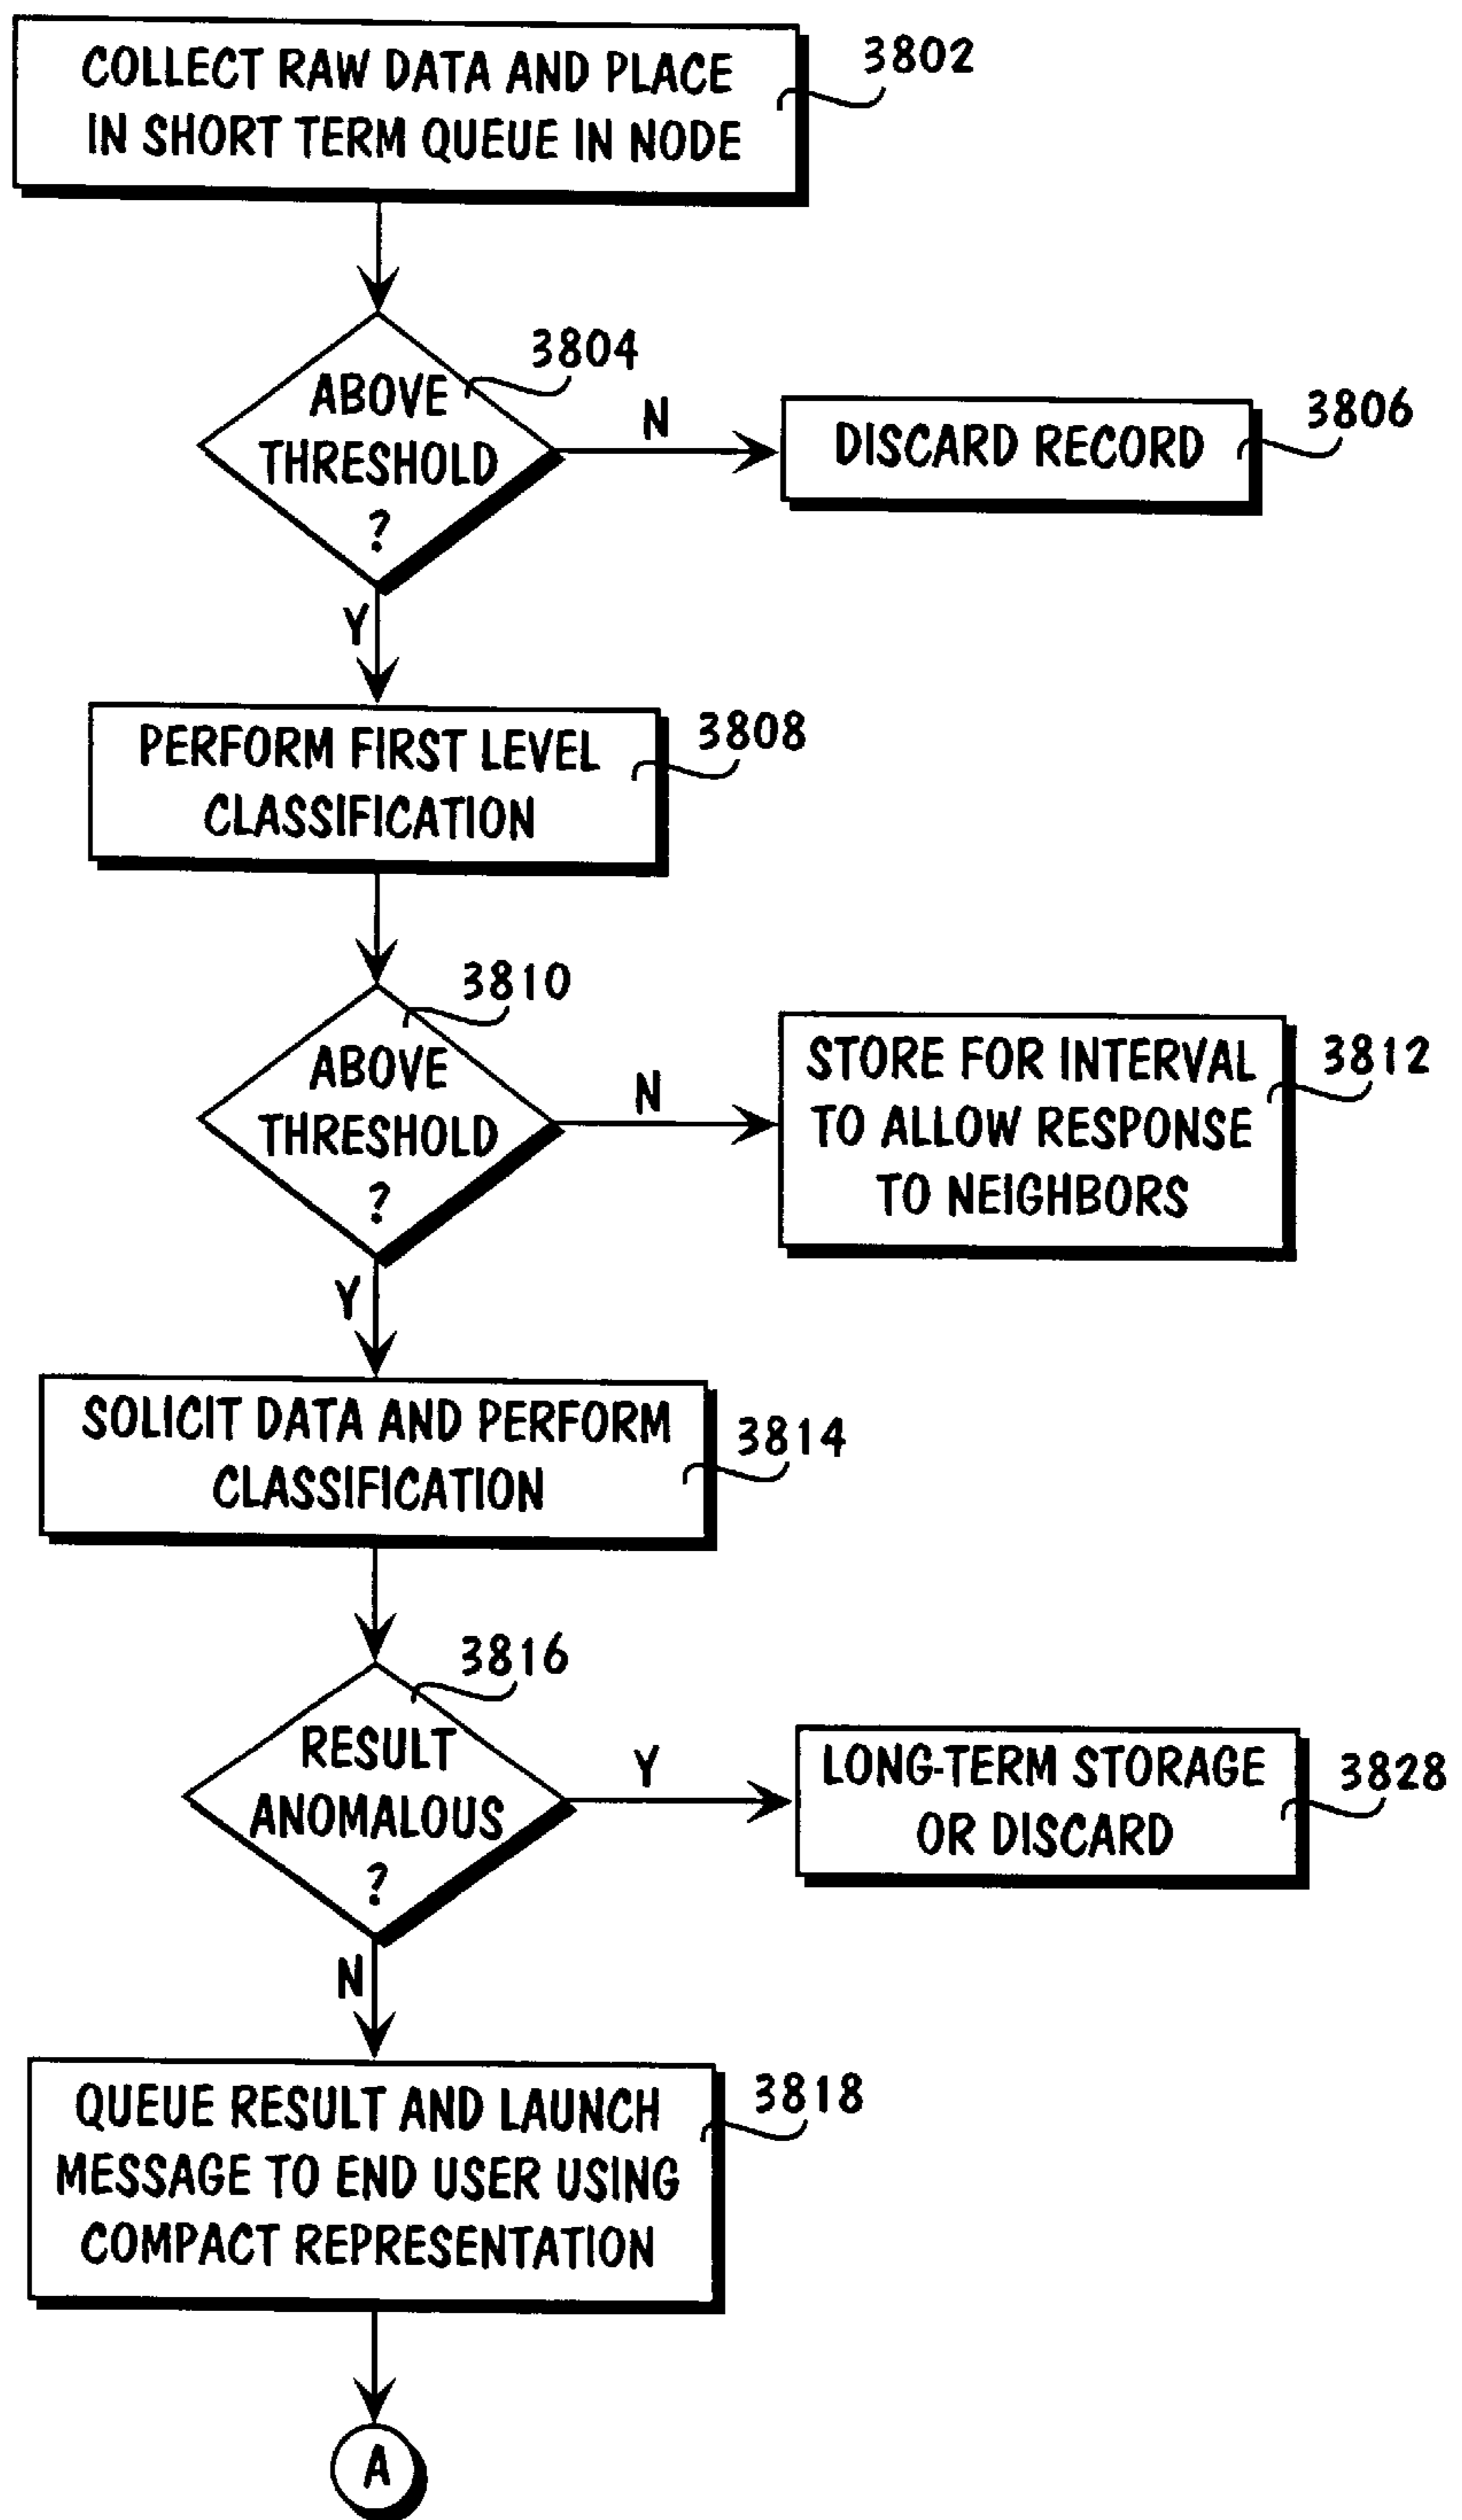 COLLECT RAW DATA AND PLACE
IN SHORT TERM QUEUE IN NODE
3802
ABOVE
THRESHOLD
?
3804
N
DISCARD RECORD
3806
Y
PERFORM FIRST LEVEL
CLASSIFICATION
3808
ABOVE
THRESHOLD
?
3810
N
STORE FOR INTERVAL
TO ALLOW RESPONSE
TO NEIGHBORS
3812
Y
SOLICIT DATA AND PERFORM
CLASSIFICATION
3814
RESULT
ANOMALOUS
?
3816
Y
LONG-TERM STORAGE
OR DISCARD
3828
N
QUEUE RESULT AND LAUNCH
MESSAGE TO END USER USING
COMPACT REPRESENTATION
3818
A